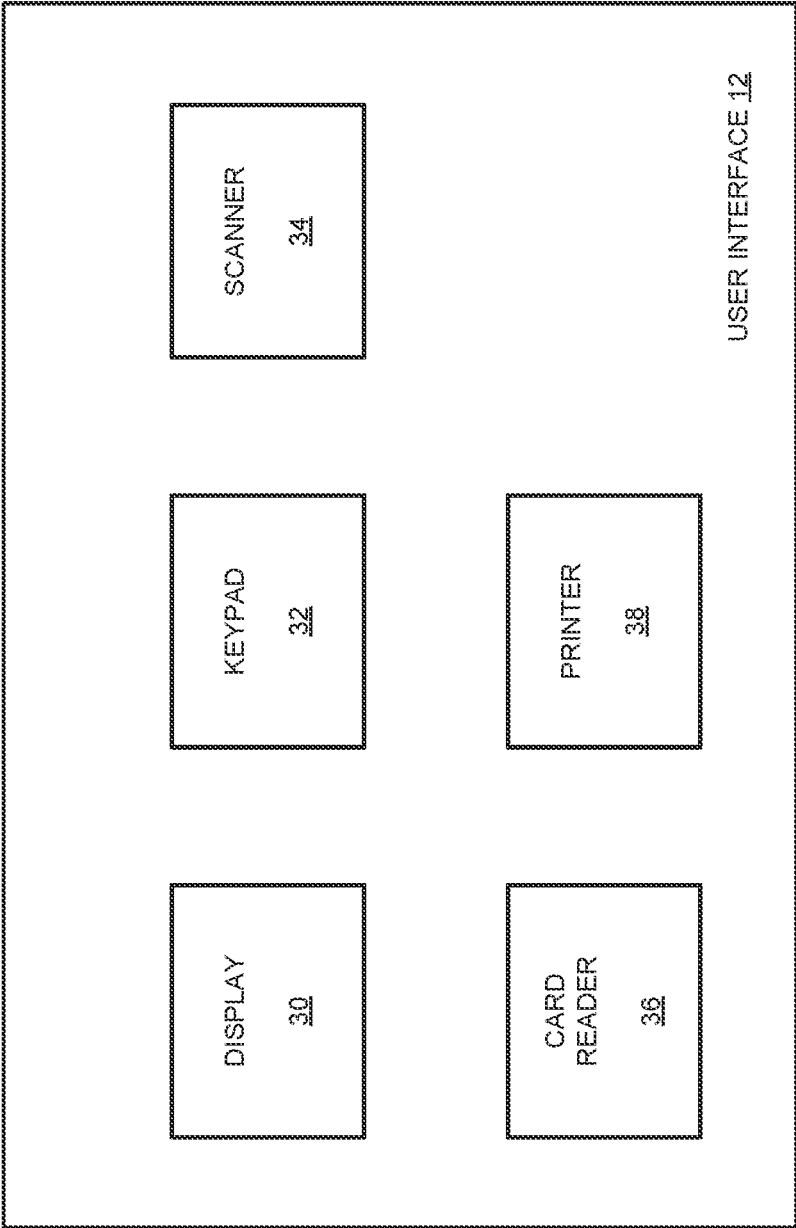 DISPLAY
30
KEYPAD
32
SCANNER
34
CARD
READER
36
PRINTER
38
USER INTERFACE 12